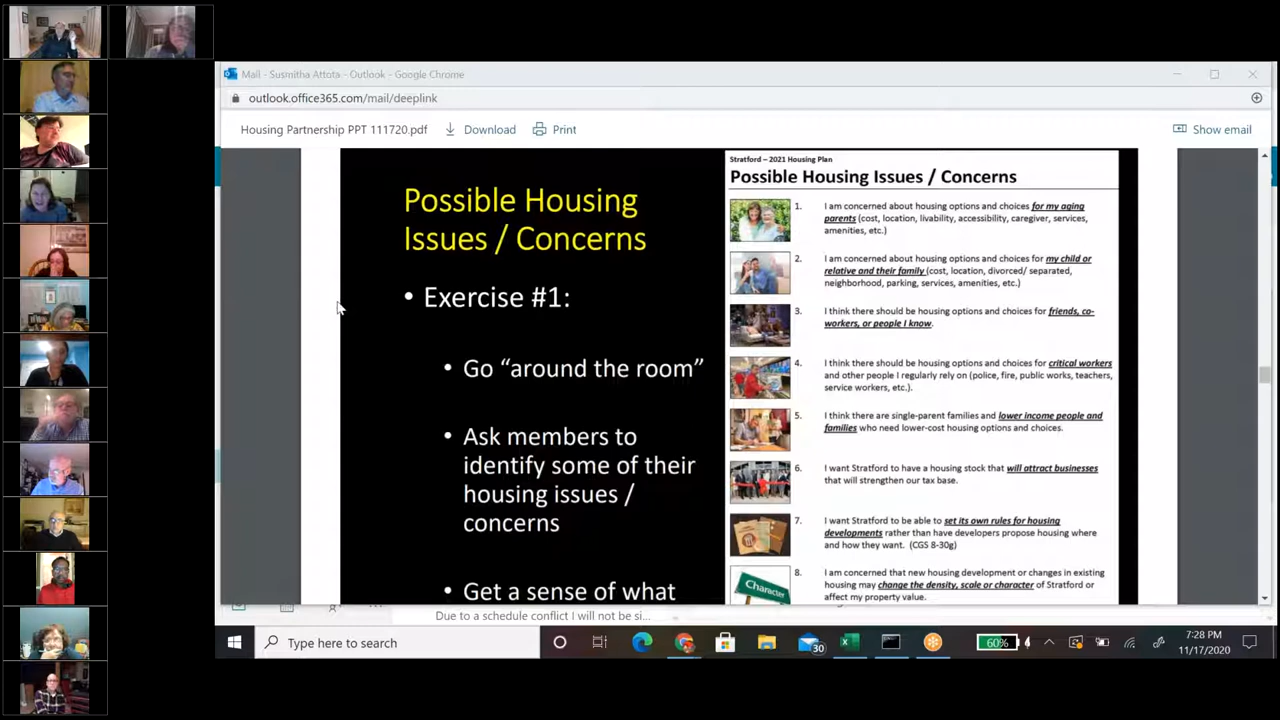 Mail - Susmitha Attota - Outlook - Google Chrome
outlook.office365.com/mail/deeplink
Housing Partnership PPT 111720.pdf
Download
Print
Show email
Possible Housing
Issues / Concerns
• Exercise #1:
• Go “around the room”
• Ask members to
identify some of their
housing issues /
concerns
• Get a sense of what
Stratford – 2021 Housing Plan
Possible Housing Issues / Concerns
1. I am concerned about housing options and choices for my aging
parents (cost, location, livability, accessibility, caregiver, services,
amenities, etc.)
2. I am concerned about housing options and choices for my child or
relative and their family (cost, location, divorced/ separated,
neighborhood, parking, services, amenities, etc.)
3. I think there should be housing options and choices for friends, co-
workers, or people I know.
4. I think there should be housing options and choices for critical workers
and other people I regularly rely on (police, fire, public works, teachers,
service workers, etc.).
5. I think there are single-parent families and lower income people and
families who need lower-cost housing options and choices.
6. I want Stratford to have a housing stock that will attract businesses
that will strengthen our tax base.
7. I want Stratford to be able to set its own rules for housing
developments rather than have developers propose housing where
and how they want. (CGS 8-30g)
Character
8. I am concerned that new housing development or changes in existing
housing may change the density, scale or character of Stratford or
affect my property value.
Due to a schedule conflict I will not be si...
Type here to search
30
60%
7:28 PM
11/17/2020